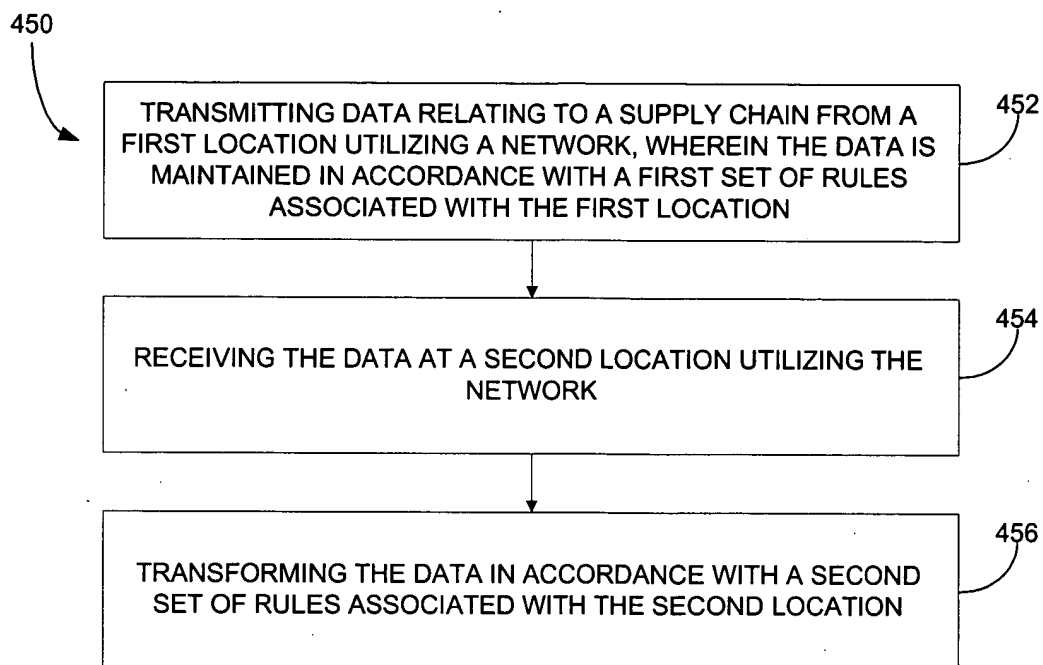 450
TRANSMITTING DATA RELATING TO A SUPPLY CHAIN FROM A
FIRST LOCATION UTILIZING A NETWORK, WHEREIN THE DATA IS
MAINTAINED IN ACCORDANCE WITH A FIRST SET OF RULES
ASSOCIATED WITH THE FIRST LOCATION
452
RECEIVING THE DATA AT A SECOND LOCATION UTILIZING THE
NETWORK
454
TRANSFORMING THE DATA IN ACCORDANCE WITH A SECOND
SET OF RULES ASSOCIATED WITH THE SECOND LOCATION
456